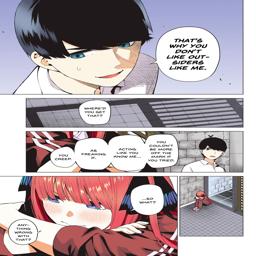 THAT'S
WHY YOU
DON'T
LIKE OUT-
SIDERS
LIKE ME.
WHERE'D
YOU GET
THAT?
YOU
COULDN'T
BE MORE
OFF THE
MARK IF
YOU TRIED.
ACTING
LIKE YOU
KNOW ME...
AS
FREAKING
IF.
YOU
CREEP.
...SO
WHAT?
ANY-
THING
WRONG
WITH
THAT?